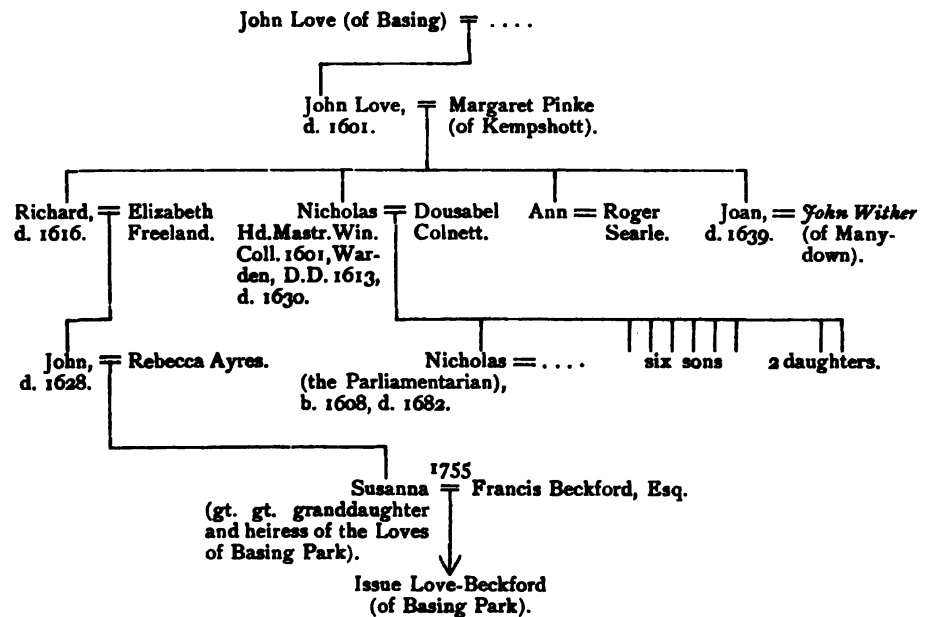 John Love (of Basing) = ....
John Love, = Margaret Pinke
d. 1601. (of Kempshott).
Richard, = Elizabeth
d. 1616. Freeland.
Nicholas = Dousabel
Hd.Mastr.Win. Colnett.
Coll. 1601, War-
den, D.D. 1613,
d. 1630.
Ann = Roger
Searle.
Joan, = John Wither
d. 1639. (of Many-
down).
John, = Rebecca Ayres.
d. 1628.
Nicholas = ....
(the Parliamentarian),
b. 1608, d. 1682.
six sons
2 daughters.
1755
Susanna = Francis Beckford, Esq.
(gt. gt. granddaughter
and heiress of the Loves
of Basing Park).
Issue Love-Beckford
(of Basing Park).